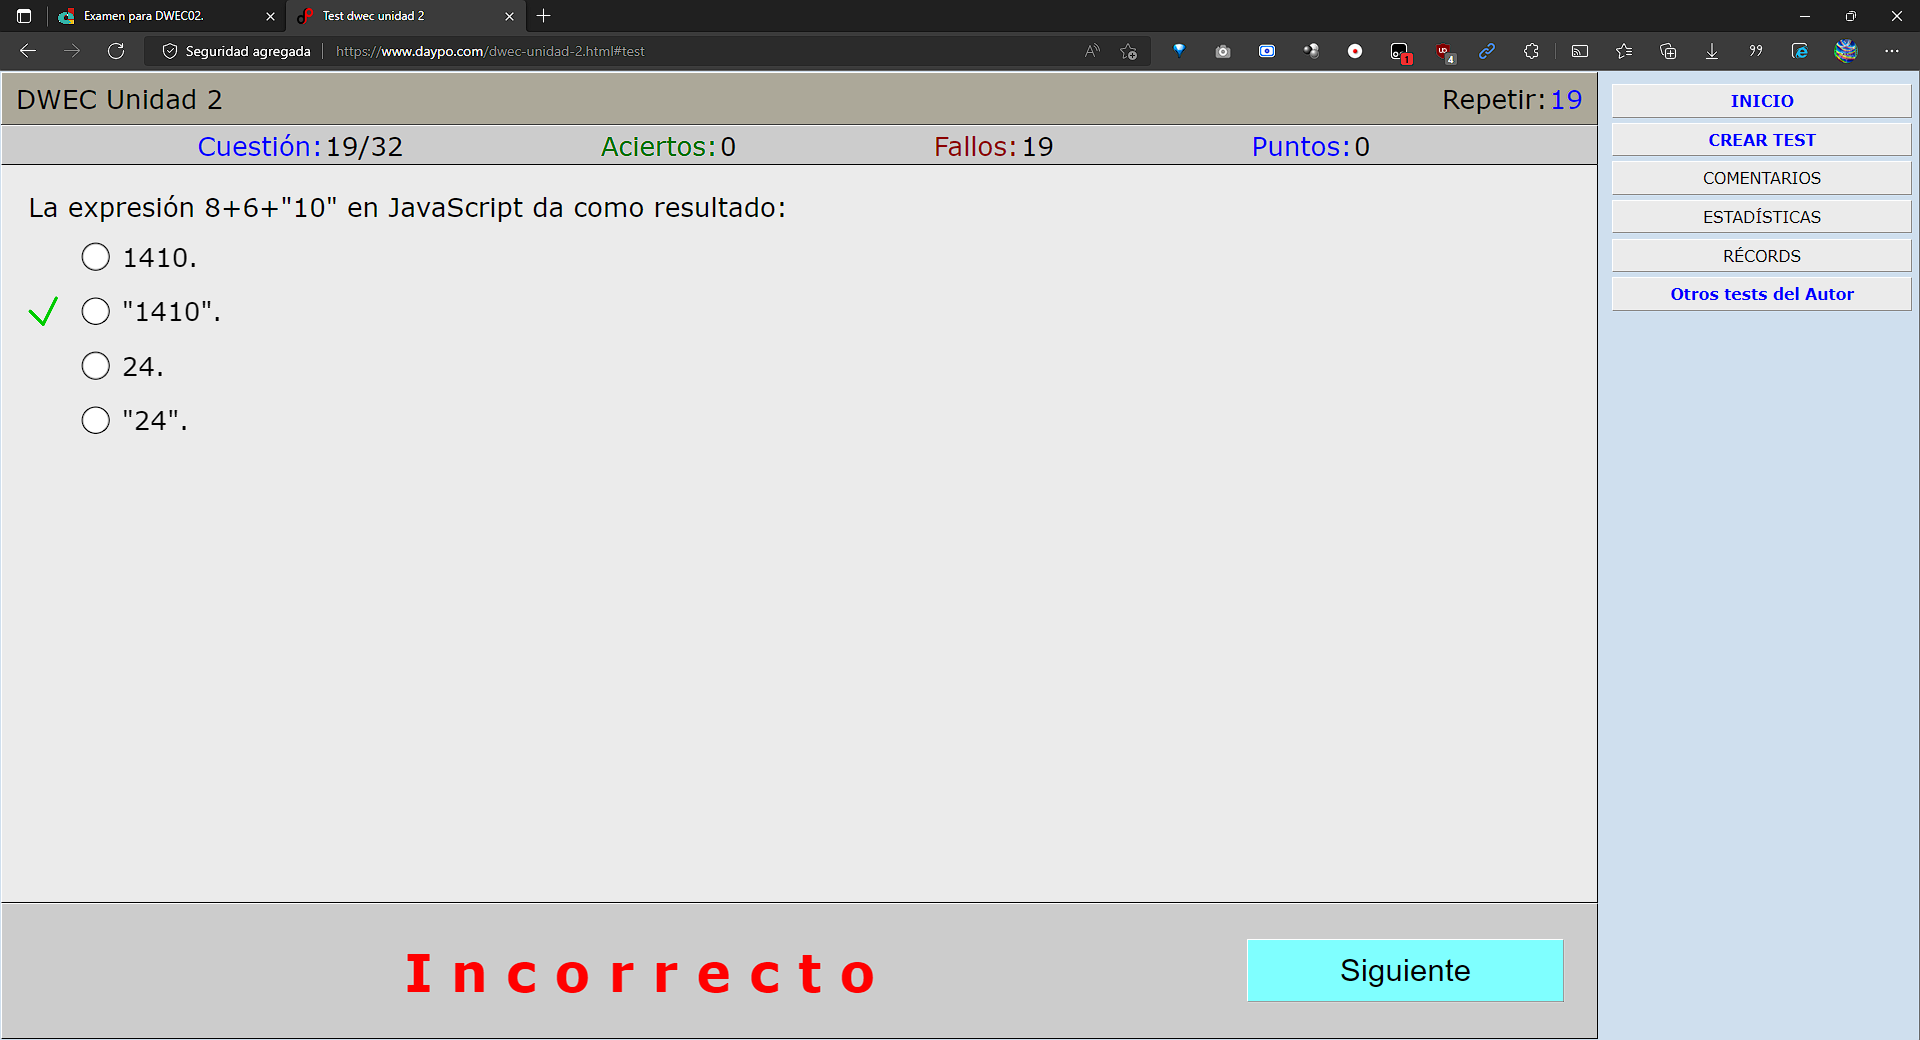 Examen para DWEC02.
Test dwec unidad 2
Seguridad agregada
https://www.daypo.com/dwec-unidad-2.html#test
1
UD
4
DWEC Unidad 2
Repetir: 19
Cuestión: 19/32
Aciertos: 0
Fallos: 19
Puntos: 0
La expresión 8+6+"10" en JavaScript da como resultado:
1410.
"1410".
24.
"24".
Incorrecto
Siguiente
INICIO
CREAR TEST
COMENTARIOS
ESTADÍSTICAS
RÉCORDS
Otros tests del Autor